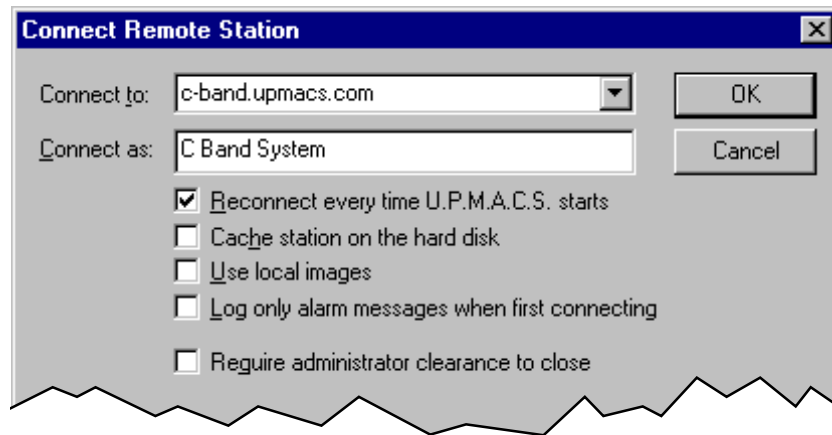 Connect Remote Station
Connect to: c-band.upmacs.com OK
Connect as: C Band System Cancel
Reconnect every time U.P.M.A.C.S. starts
Cache station on the hard disk
Use local images
Log only alarm messages when first connecting
Require administrator clearance to close